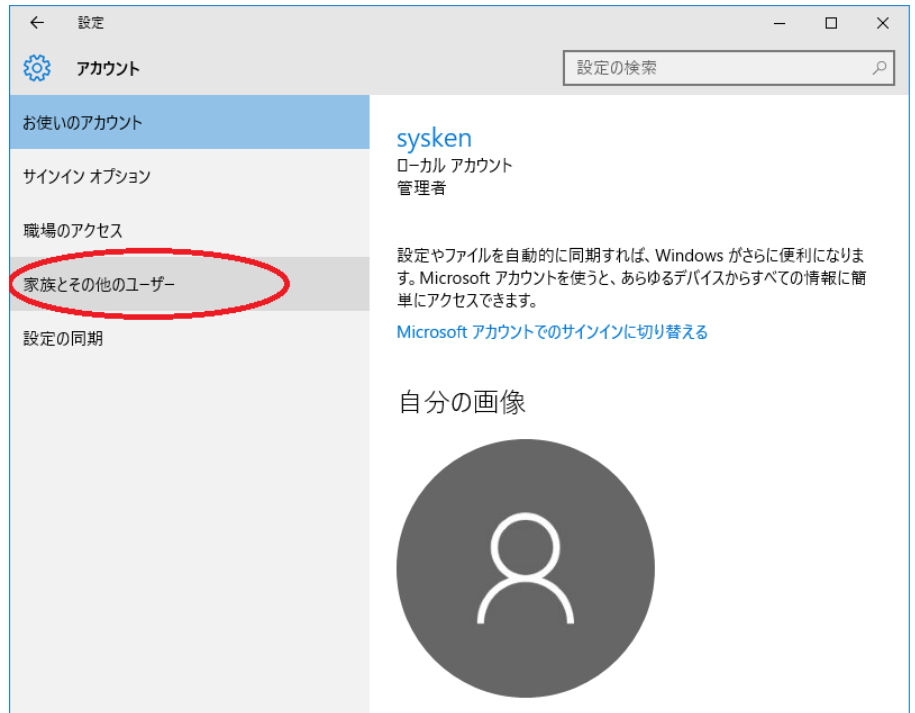 設定
アカウント
設定の検索
お使いのアカウント
サインイン オプション
職場のアクセス
家族とその他のユーザー
設定の同期
sysken
ローカル アカウント
管理者
設定やファイルを自動的に同期すれば、Windows がさらに便利になりま
す。Microsoft アカウントを使うと、あらゆるデバイスからすべての情報に簡
単にアクセスできます。
Microsoft アカウントでのサインインに切り替える
自分の画像